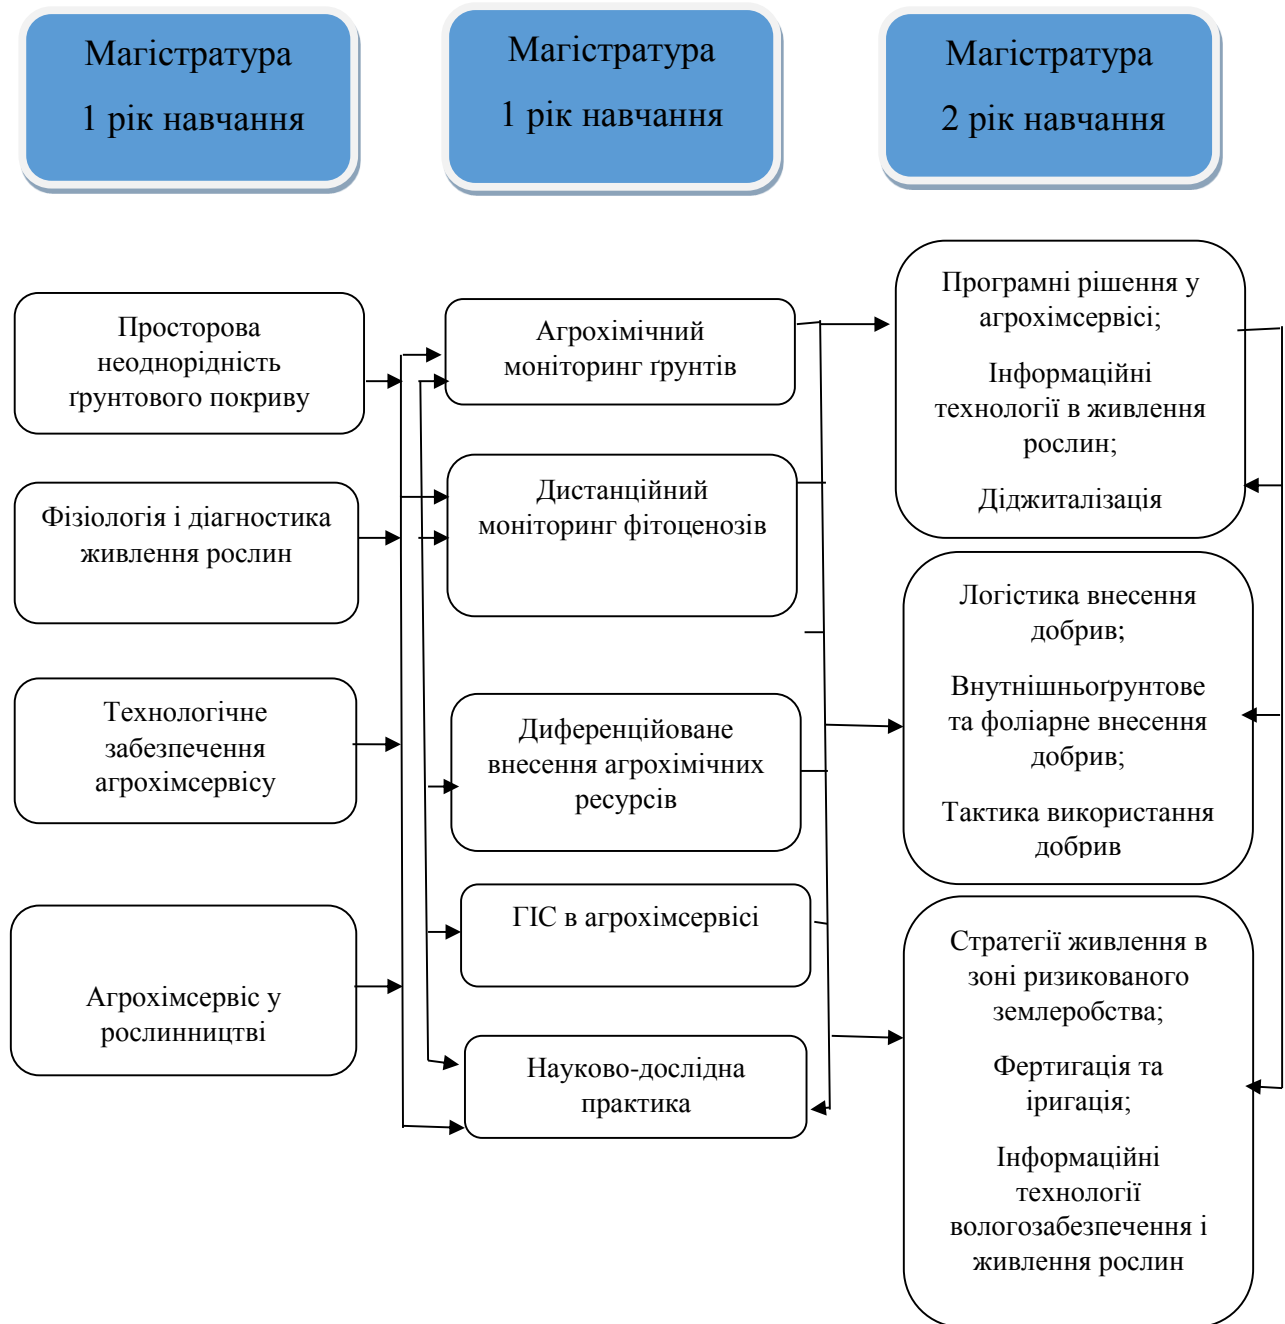 Магістратура
1 рік навчання
Магістратура
1 рік навчання
Магістратура
2 рік навчання
Просторова
неоднорідність
ґрунтового покриву
Фізіологія і діагностика
живлення рослин
Технологічне
забезпечення
агрохімсервісу
Агрохімсервіс у
рослинництві
Агрохімічний
моніторинг ґрунтів
Дистанційний
моніторинг фітоценозів
Диференційоване
внесення агрохімічних
ресурсів
ГІС в агрохімсервісі
Науково-дослідна
практика
Програмні рішення у
агрохімсервісі;
Інформаційні
технології в живлення
рослин;
Діджиталізація
Логістика внесення
добрив;
Внутнішньоґрунтове
та фоліарне внесення
добрив;
Тактика використання
добрив
Стратегії живлення в
зоні ризикованого
землеробства;
Фертигація та
іригація;
Інформаційні
технології
вологозабезпечення і
живлення рослин